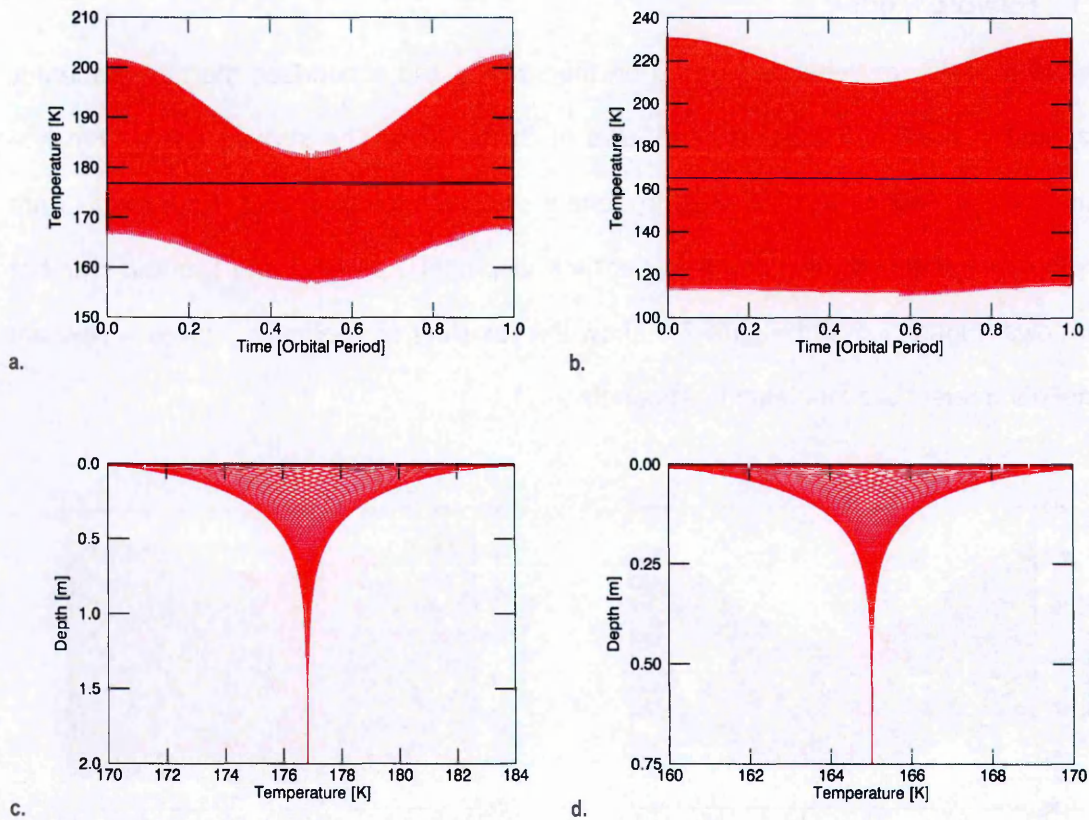 210
200
190
180
170
160
150
Temperature [K]
0.0 0.2 0.4 0.6 0.8 1.0
Time [Orbital Period]
a.
240
220
200
180
160
140
120
100
Temperature [K]
0.0 0.2 0.4 0.6 0.8 1.0
Time [Orbital Period]
b.
0.0
0.5
1.0
1.5
2.0
Depth [m]
170 172 174 176 178 180 182 184
Temperature [K]
c.
0.00
0.25
0.50
0.75
Depth [m]
160 162 164 166 168 170
Temperature [K]
d.